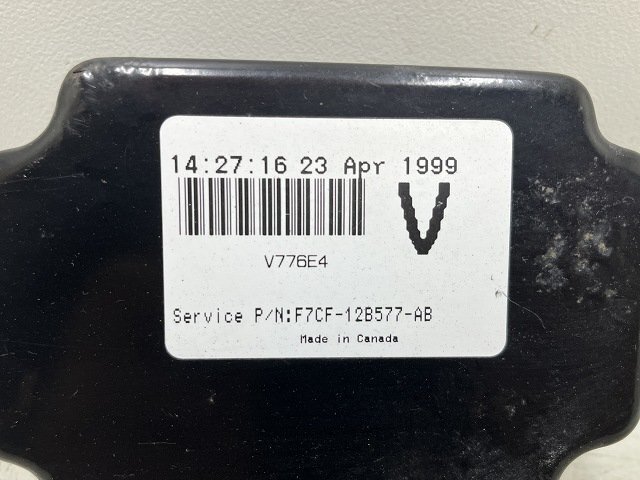 14:27:16 23 Apr 1999
V
V776E4
Service P/N:F7CF-12B577-AB
Made in Canada